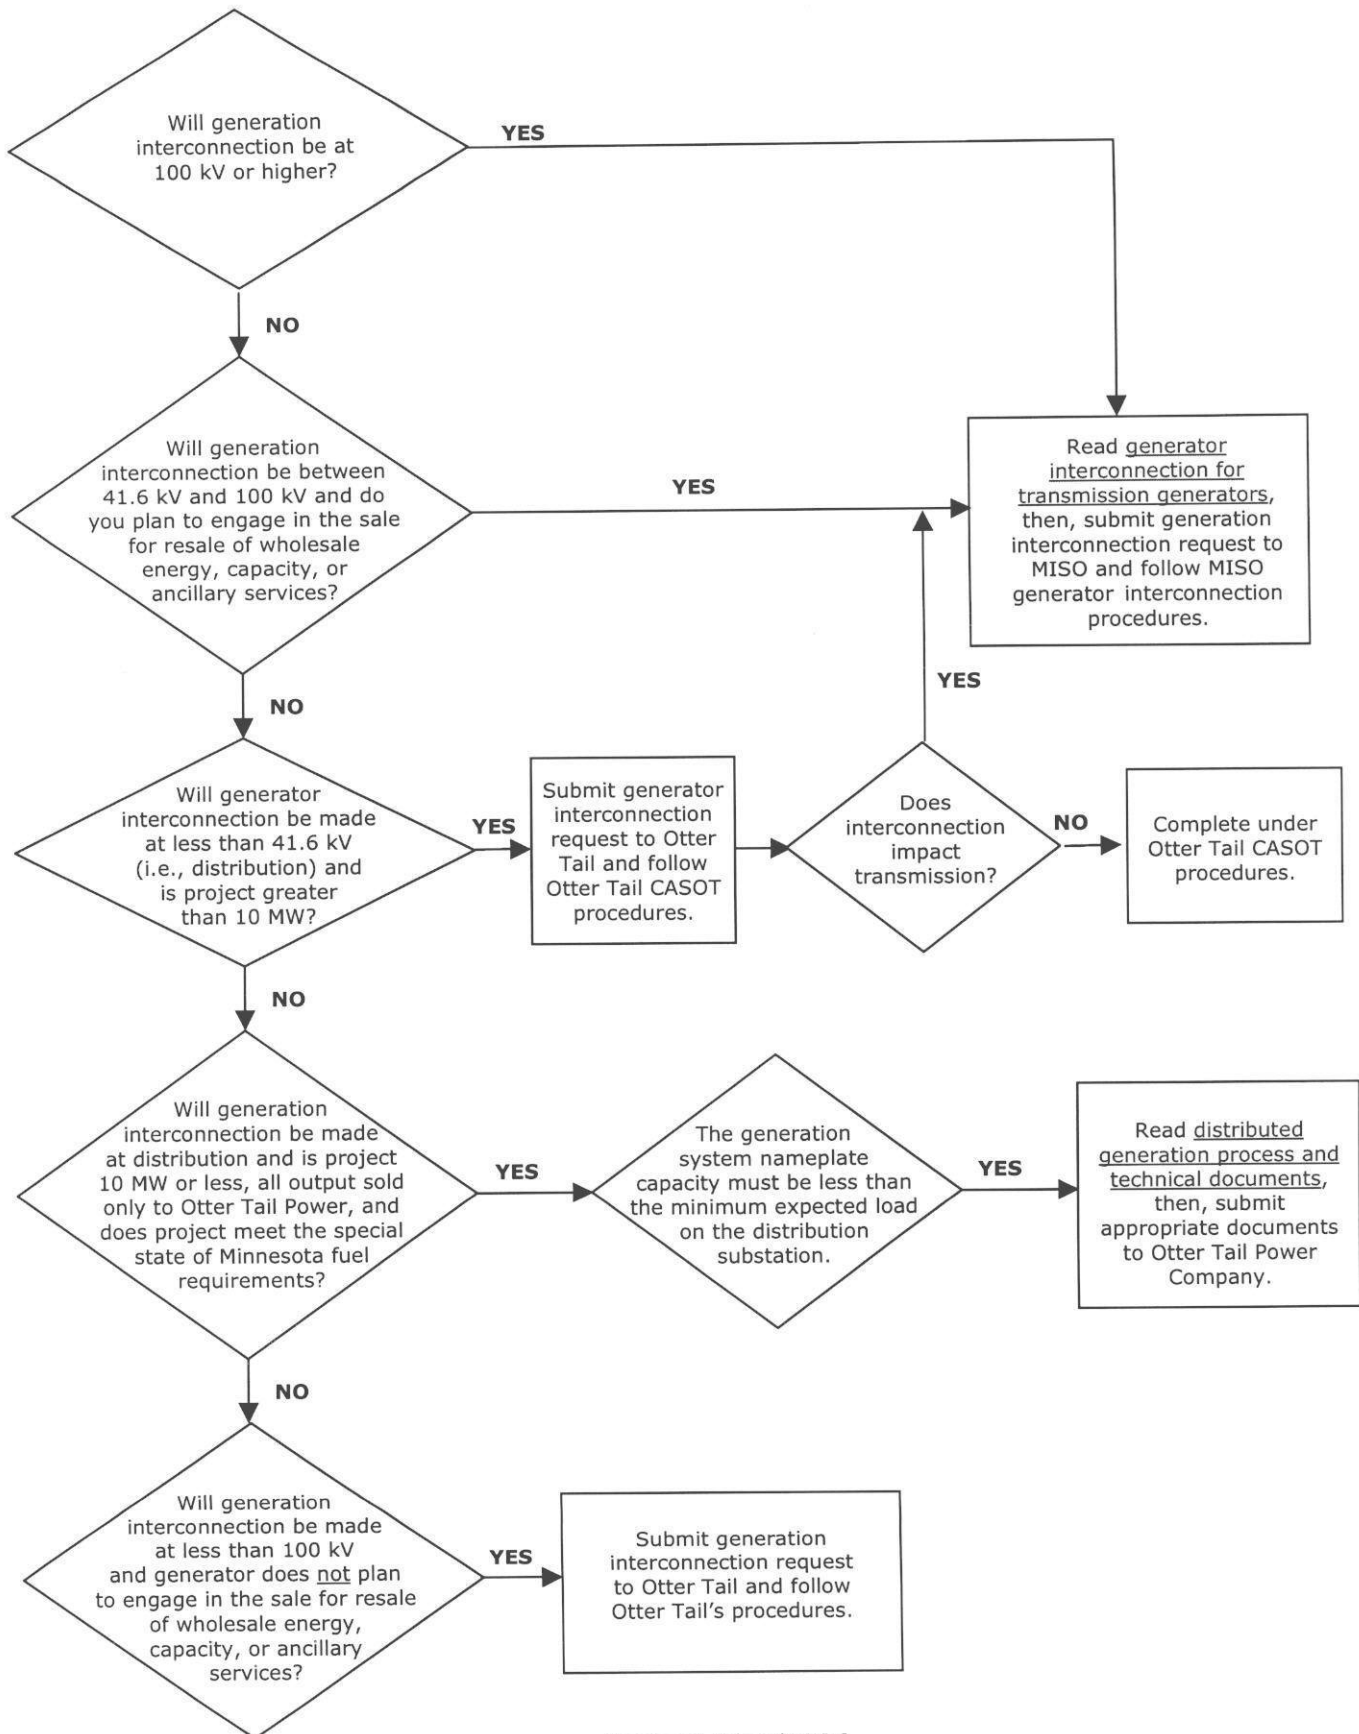 Will generation
interconnection be at
100 kV or higher?
YES
NO
Will generation
interconnection be between
41.6 kV and 100 kV and do
you plan to engage in the sale
for resale of wholesale
energy, capacity, or
ancillary services?
YES
Read generator
interconnection for
transmission generators,
then, submit generation
interconnection request to
MISO and follow MISO
generator interconnection
procedures.
NO
YES
Will generator
interconnection be made
at less than 41.6 kV
(i.e., distribution) and
is project greater
than 10 MW?
YES
Submit generator
interconnection
request to Otter
Tail and follow
Otter Tail CASOT
procedures.
Does
interconnection
impact
transmission?
NO
Complete under
Otter Tail CASOT
procedures.
NO
Will generation
interconnection be made
at distribution and is project
10 MW or less, all output sold
only to Otter Tail Power, and
does project meet the special
state of Minnesota fuel
requirements?
YES
The generation
system nameplate
capacity must be less than
the minimum expected load
on the distribution
substation.
YES
Read distributed
generation process and
technical documents,
then, submit
appropriate documents
to Otter Tail Power
Company.
NO
Will generation
interconnection be made
at less than 100 kV
and generator does not plan
to engage in the sale for resale
of wholesale energy,
capacity, or ancillary
services?
YES
Submit generation
interconnection request
to Otter Tail and follow
Otter Tail's procedures.